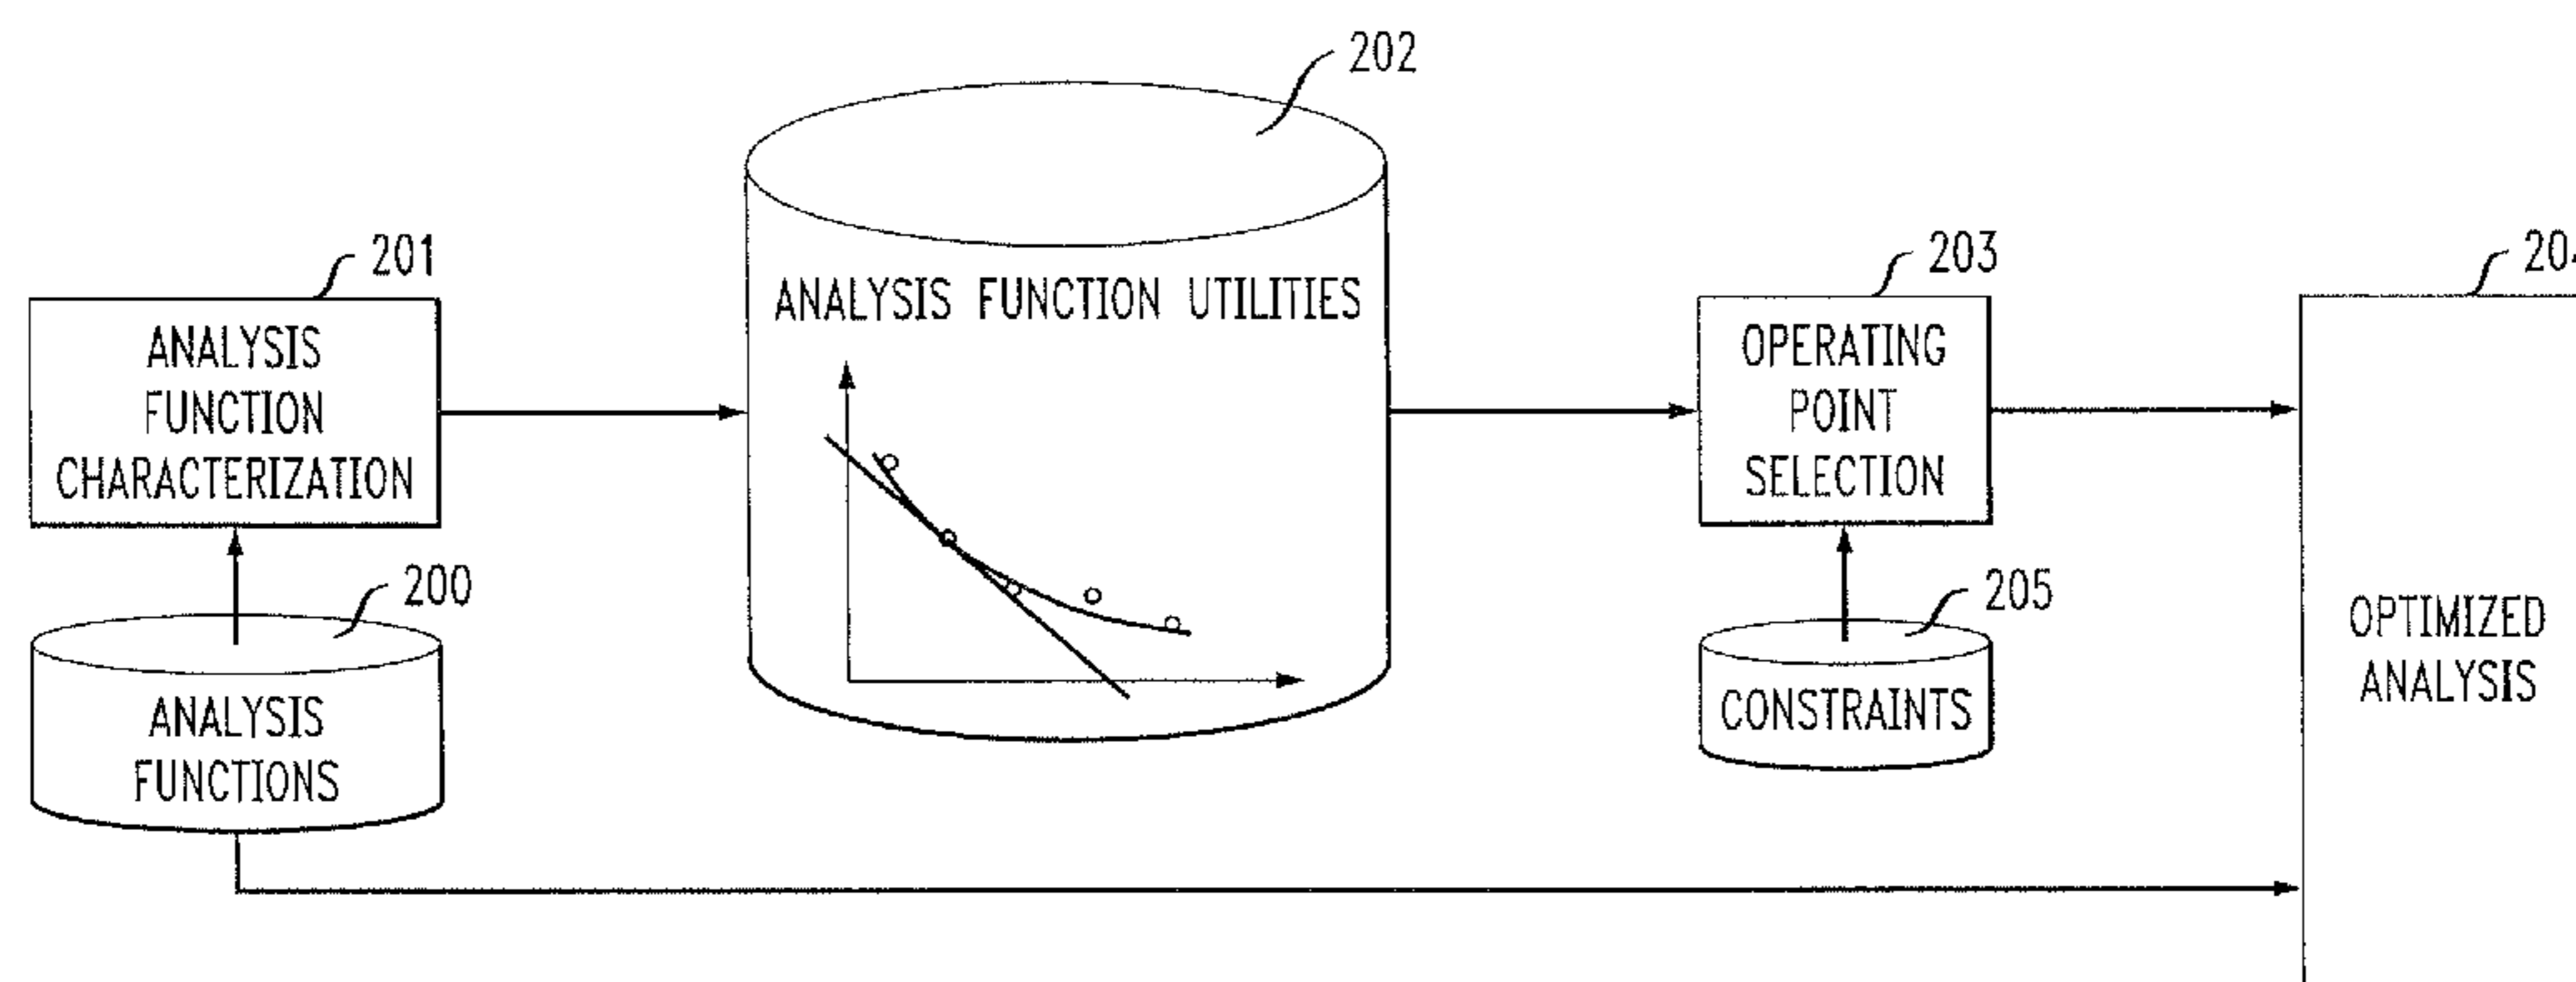 202
201
ANALYSIS
FUNCTION
CHARACTERIZATION
200
ANALYSIS
FUNCTIONS
ANALYSIS FUNCTION UTILITIES
203
OPERATING
POINT
SELECTION
205
CONSTRAINTS
OPTIMIZED
ANALYSIS